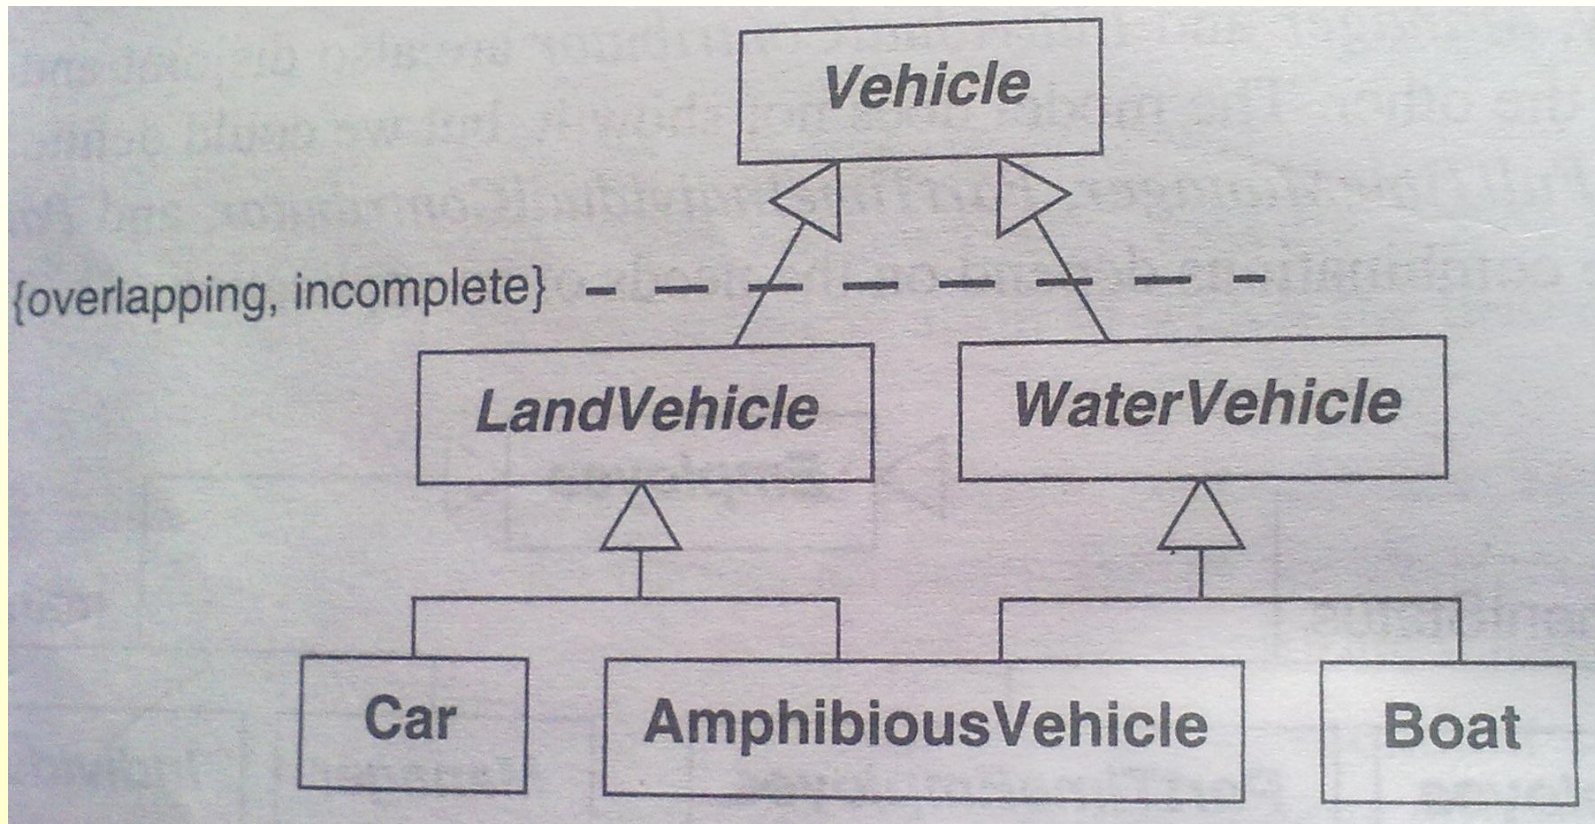 Vehicle
{overlapping, incomplete}
LandVehicle
WaterVehicle
Car
AmphibiousVehicle
Boat